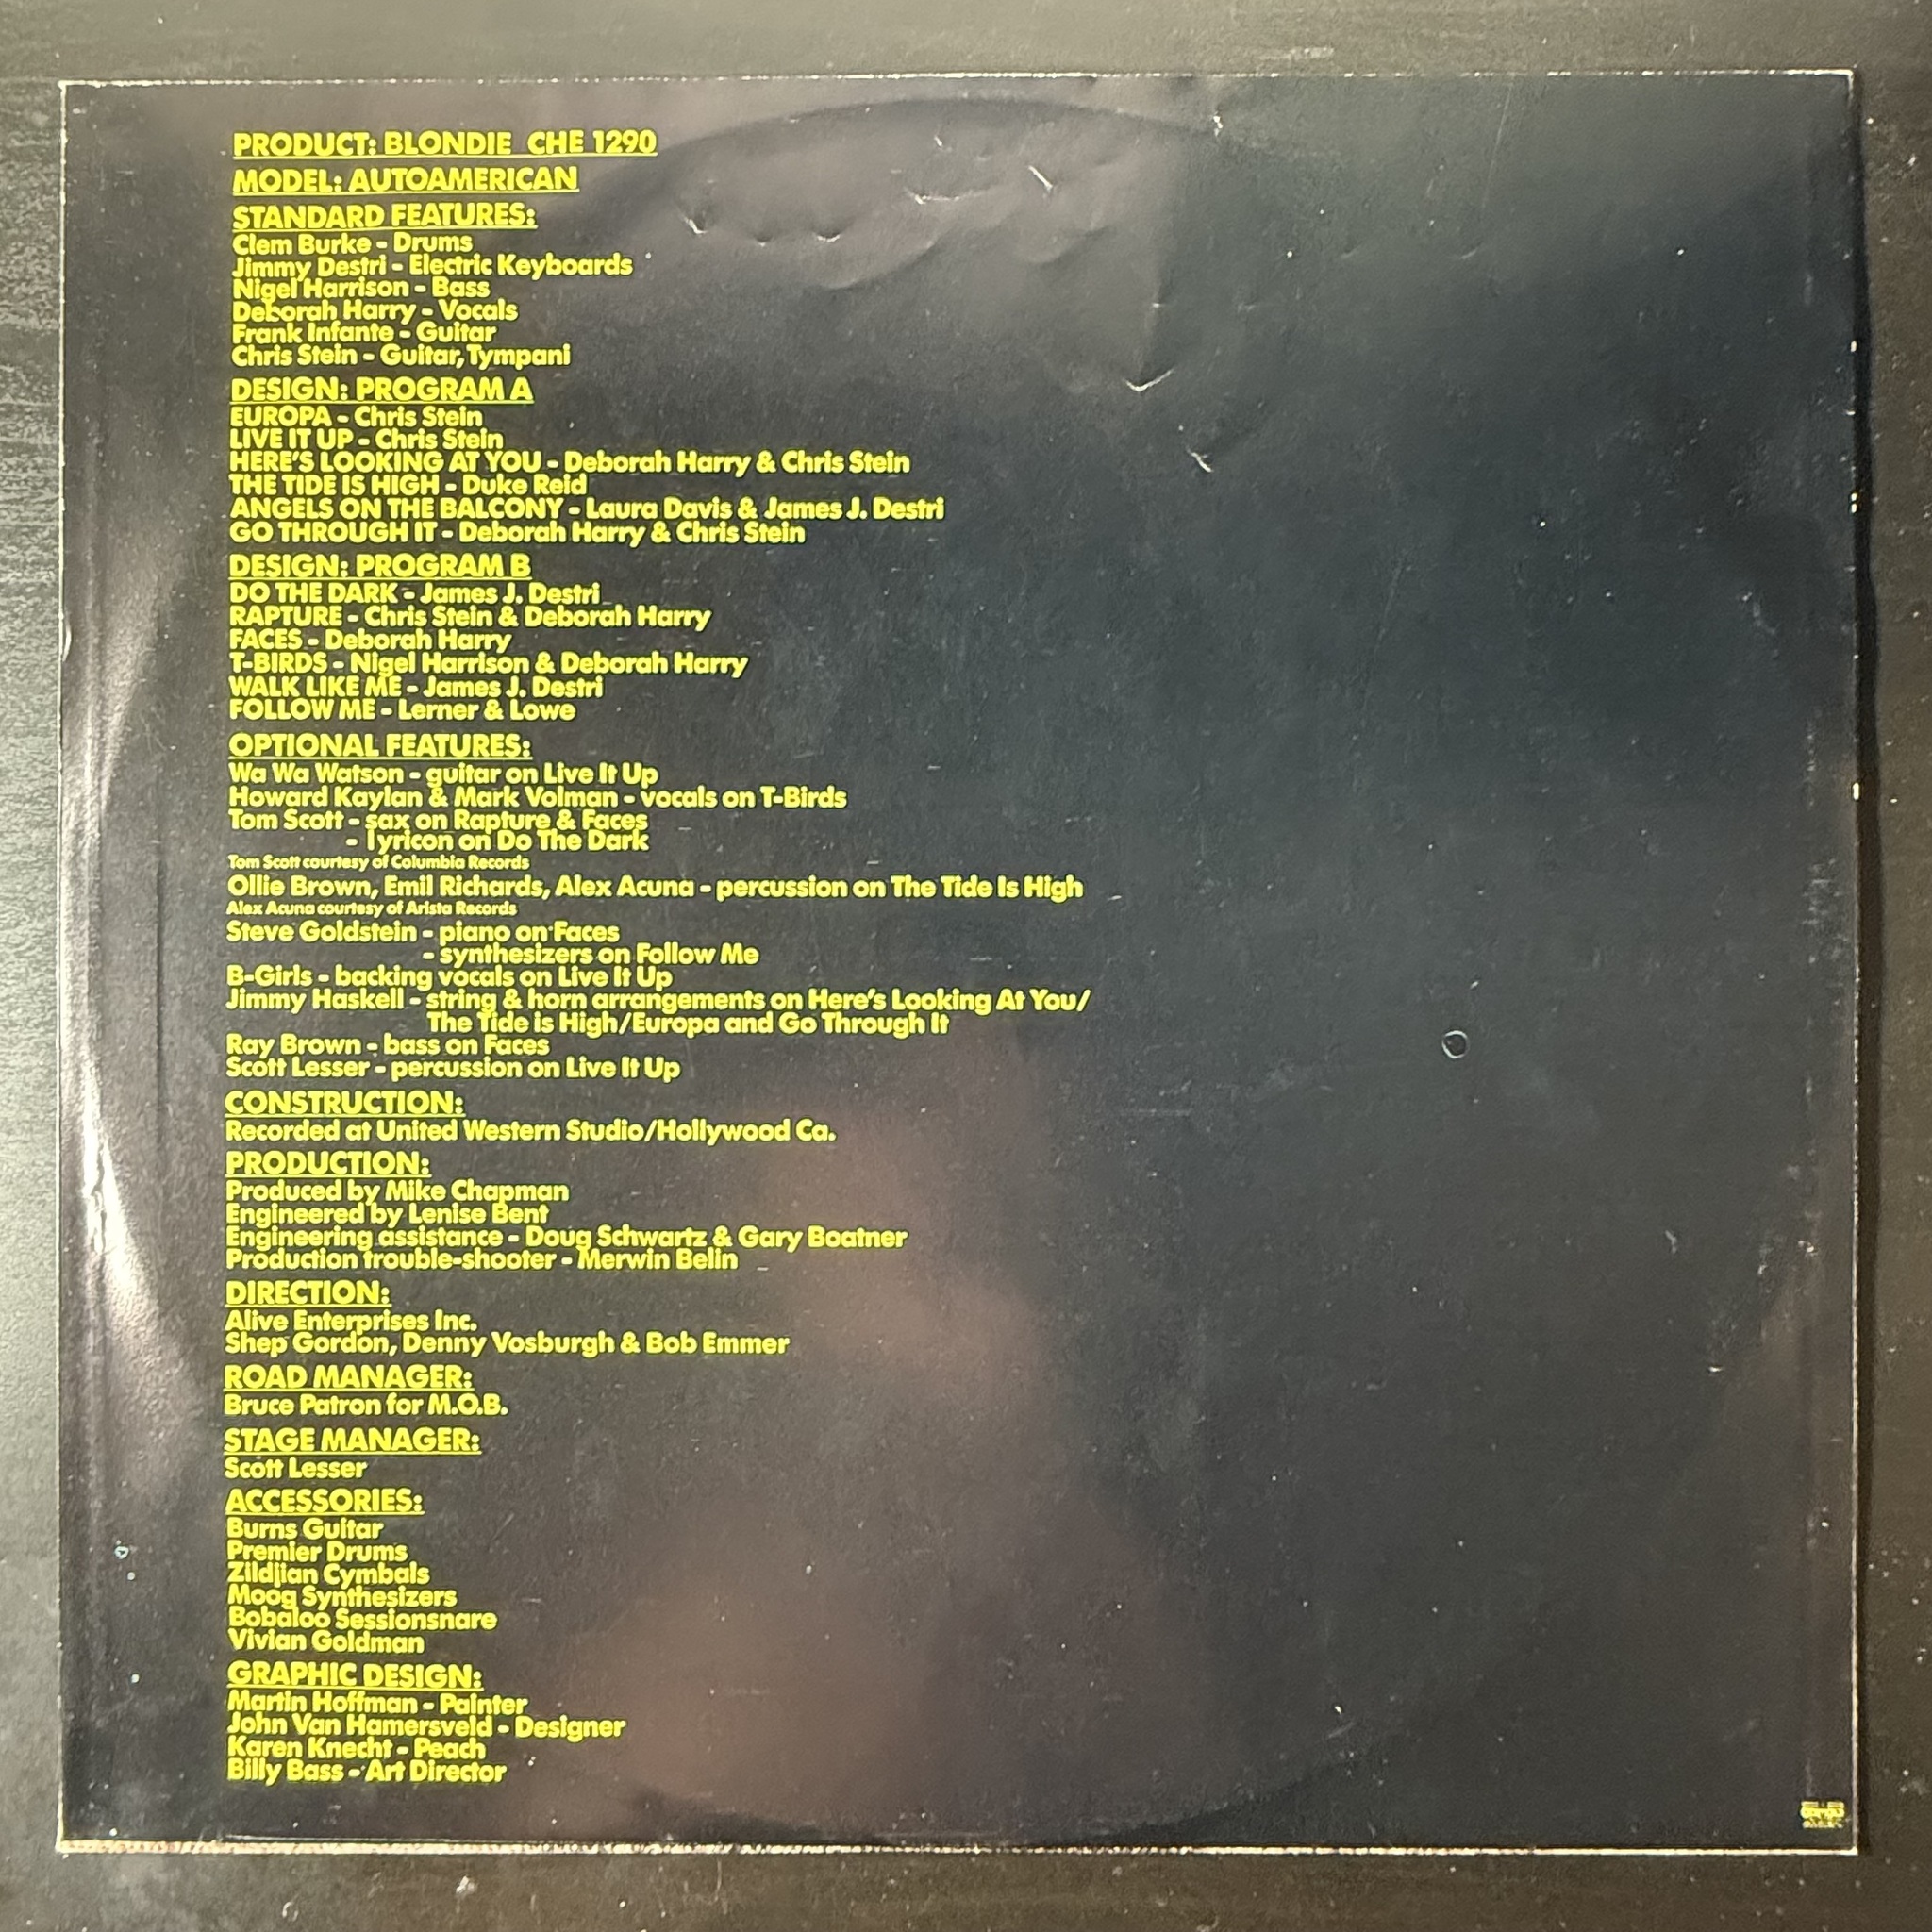 PRODUCT: BLONDIE CHE 1290
MODEL: AUTOAMERICAN
STANDARD FEATURES:
Clem Burke - Drums
Jimmy Destri - Electric Keyboards
Nigel Harrison - Bass
Deborah Harry - Vocals
Frank Infante - Guitar
Chris Stein - Guitar, Tympani
DESIGN: PROGRAM A
EUROPA - Chris Stein
LIVE IT UP - Chris Stein
HERE'S LOOKING AT YOU - Deborah Harry & Chris Stein
THE TIDE IS HIGH - Duke Reid
ANGELS ON THE BALCONY - Laura Davis & James J. Destri
GO THROUGH IT - Deborah Harry & Chris Stein
DESIGN: PROGRAM B
DO THE DARK - James J. Destri
RAPTURE - Chris Stein & Deborah Harry
FACES - Deborah Harry
T-BIRDS - Nigel Harrison & Deborah Harry
WALK LIKE ME - James J. Destri
FOLLOW ME - Lerner & Lowe
OPTIONAL FEATURES:
Wa Wa Watson - guitar on Live It Up
Howard Kaylan & Mark Volman - vocals on T-Birds
Tom Scott - sax on Rapture & Faces
- Tyricon on Do The Dark
Tom Scott courtesy of Columbia Records
Ollie Brown, Emil Richards, Alex Acuna - percussion on The Tide Is High
Alex Acuna courtesy of Arista Records
Steve Goldstein - piano on Faces
- synthesizers on Follow Me
B-Girls - backing vocals on Live It Up
Jimmy Haskell - string & horn arrangements on Here's Looking At You/
The Tide is High/Europa and Go Through It
Ray Brown - bass on Faces
Scott Lesser - percussion on Live It Up
CONSTRUCTION:
Recorded at United Western Studio/Hollywood Ca.
PRODUCTION:
Produced by Mike Chapman
Engineered by Lenise Bent
Engineering assistance - Doug Schwartz & Gary Boatner
Production trouble-shooter - Merwin Belin
DIRECTION:
Alive Enterprises Inc.
Shep Gordon, Denny Vosburgh & Bob Emmer
ROAD MANAGER:
Bruce Patron for M.O.B.
STAGE MANAGER:
Scott Lesser
ACCESSORIES:
Burns Guitar
Premier Drums
Zildjian Cymbals
Moog Synthesizers
Bobaloo Sessionsnare
Vivian Goldman
GRAPHIC DESIGN:
Martin Hoffman - Painter
John Van Hamersveld - Designer
Karen Knecht - Peach
Billy Bass - Art Director